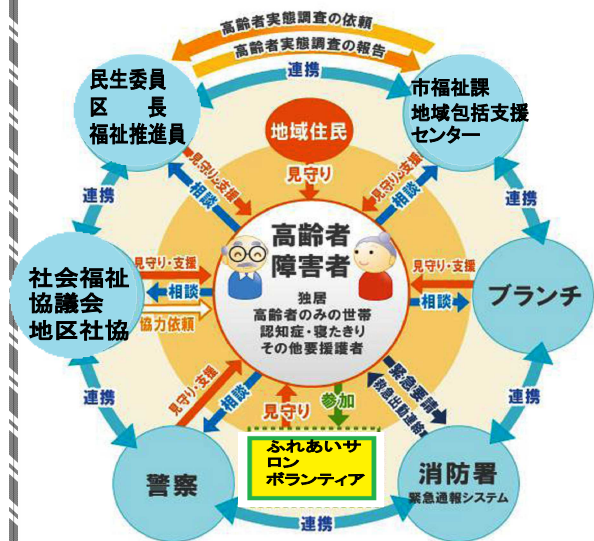 高齢者実態調査の依頼
高齢者実態調査の報告
連携
民生委員
区　　長
福祉推進員
市福祉課
地域包括支援
センター
地域住民
見守り
見守り・支援
相談
見守り・支援
相談
連携
連携
高齢者
障害者
独居
高齢者のみの世帯
認知症・寝たきり
その他要援護者
社会福祉
協議会
地区社協
見守り・支援
相談
協力依頼
見守り・支援
相談
ブランチ
連携
連携
見守り・支援
相談
見守り
参加
緊急要請
救急出動連絡
ふれあいサ
ロン
ボランティア
警察
消防署
緊急通報システム
連携